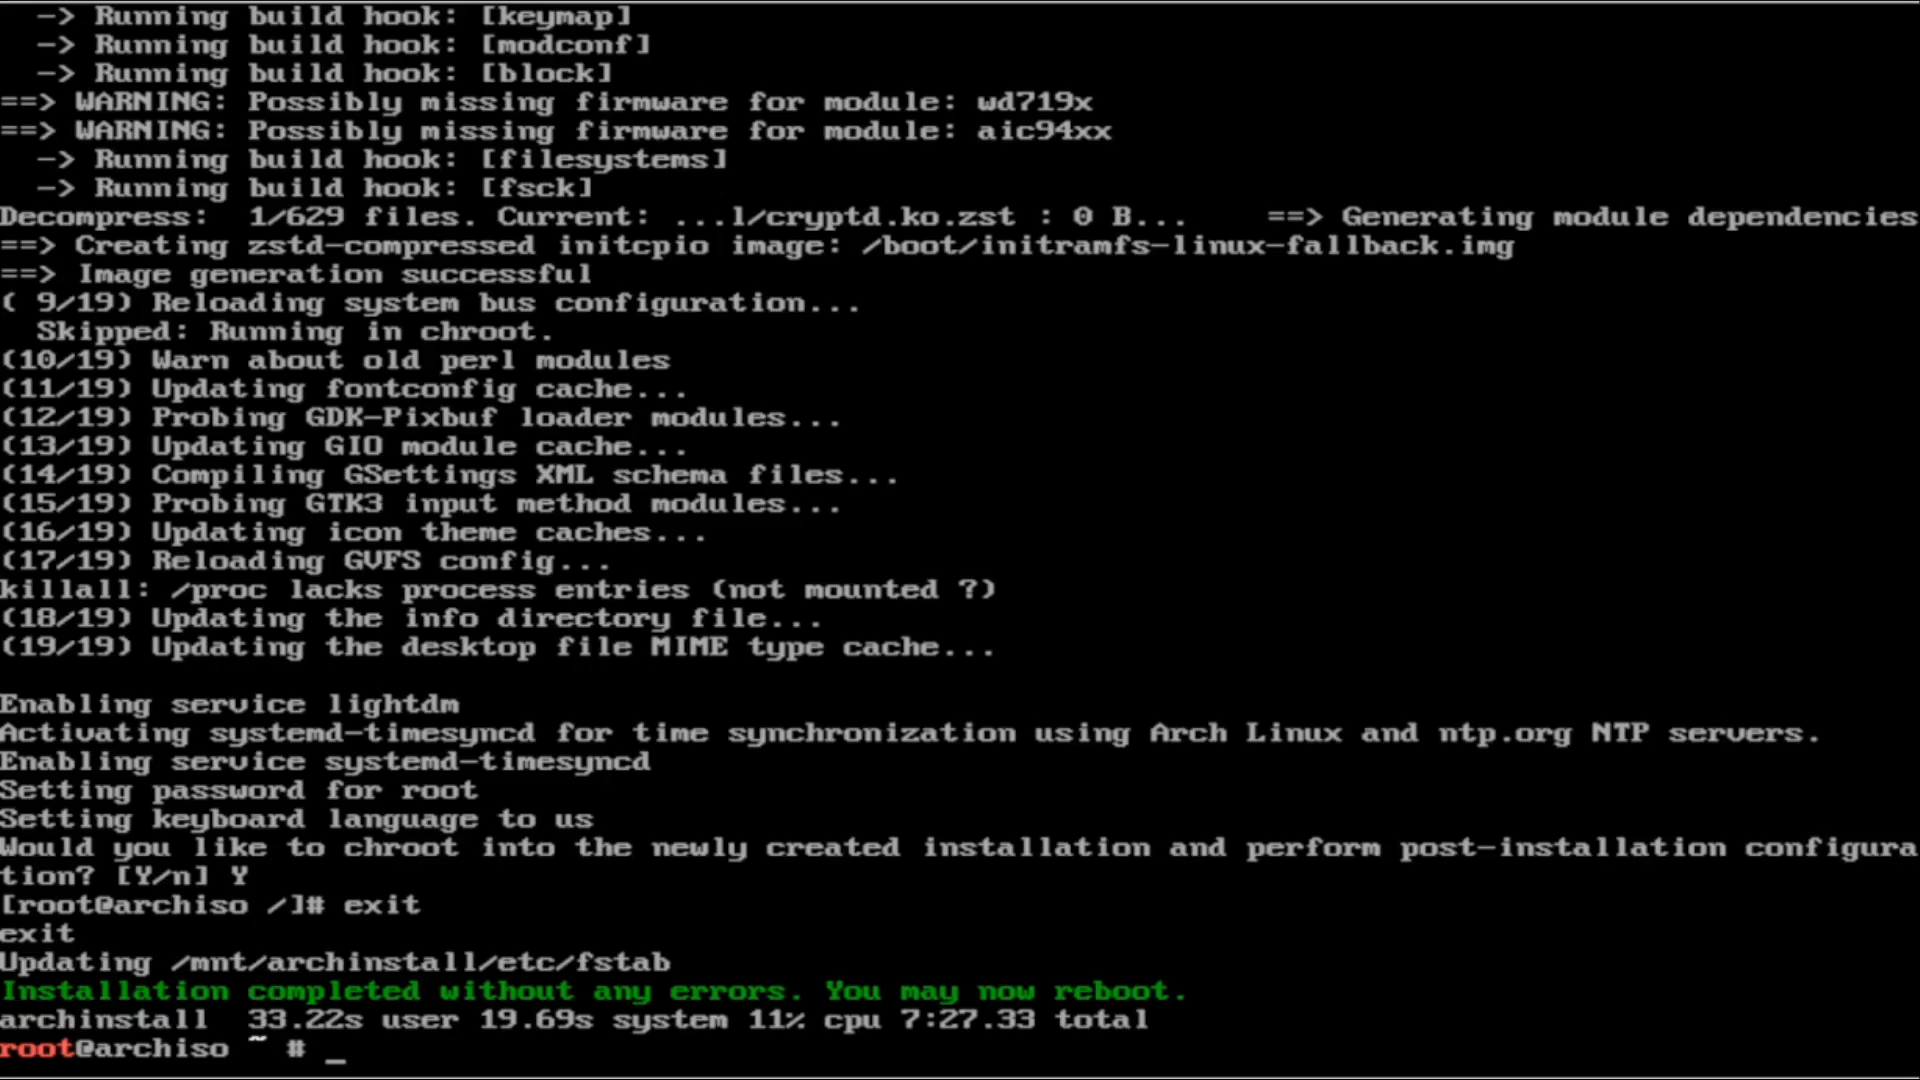 -> Running build hook: [keymap]
-> Running build hook: [modconf]
-> Running build hook: [block]
==> WARNING: Possibly missing firmware for module: wd719x
==> WARNING: Possibly missing firmware for module: aic94xx
-> Running build hook: [filesystems]
-> Running build hook: [fsck]
Decompress:  1/629 files. Current: ...l/cryptd.ko.zst : 0 B...    ==> Generating module dependencies
==> Creating zstd-compressed initcpio image: /boot/initramfs-linux-fallback.img
==> Image generation successful
( 9/19) Reloading system bus configuration...
Skipped: Running in chroot.
(10/19) Warn about old perl modules
(11/19) Updating fontconfig cache...
(12/19) Probing GDK-Pixbuf loader modules...
(13/19) Updating GIO module cache...
(14/19) Compiling GSettings XML schema files...
(15/19) Probing GTK3 input method modules...
(16/19) Updating icon theme caches...
(17/19) Reloading GVFS config...
killall: /proc lacks process entries (not mounted ?)
(18/19) Updating the info directory file...
(19/19) Updating the desktop file MIME type cache...
Enabling service lightdm
Activating systemd-timesyncd for time synchronization using Arch Linux and ntp.org NTP servers.
Enabling service systemd-timesyncd
Setting password for root
Setting keyboard language to us
Would you like to chroot into the newly created installation and perform post-installation configura
tion? [Y/n] Y
[root@archiso /]# exit
exit
Updating /mnt/archinstall/etc/fstab
Installation completed without any errors. You may now reboot.
archinstall  33.22s user 19.69s system 11% cpu 7:27.33 total
root@archiso ~ # _